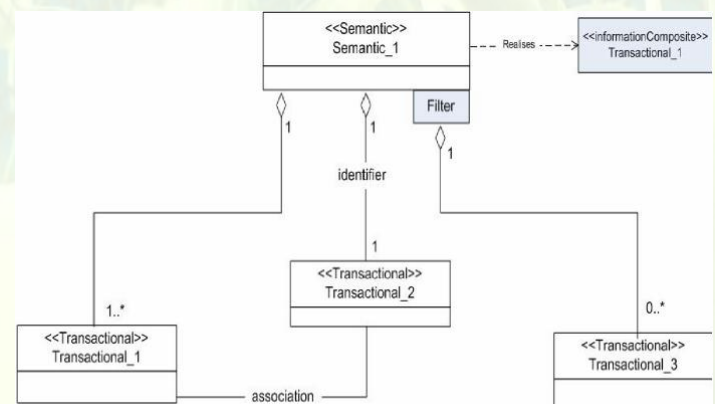 <<Semantic>>
Semantic_1
Realises
<<informationComposite>>
Transactional_1
Filter
1
1
1
identifier
1
<<Transactional>>
Transactional_2
1..*
0..*
<<Transactional>>
Transactional_1
<<Transactional>>
Transactional_3
association